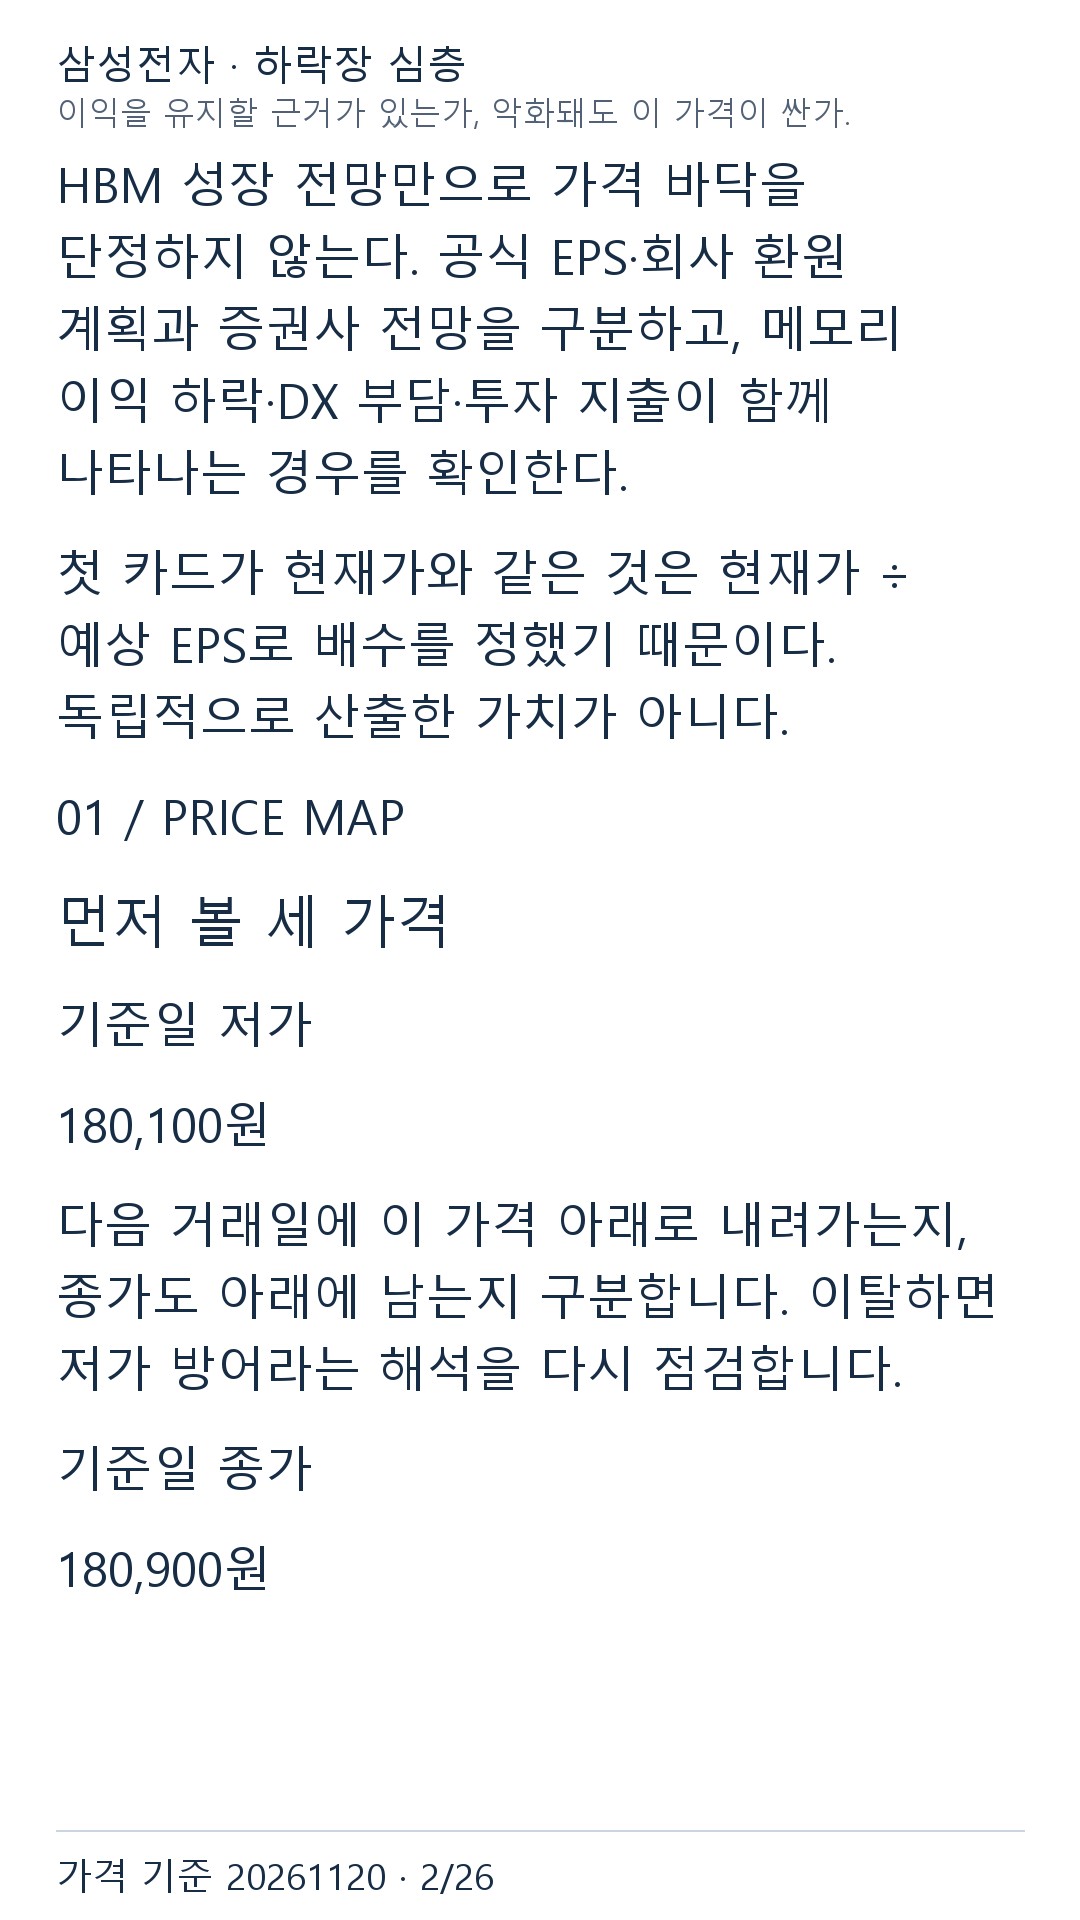 삼성전자 · 하락장 심층
이익을 유지할 근거가 있는가, 악화돼도 이 가격이 싼가.
HBM 성장 전망만으로 가격 바닥을
단정하지 않는다. 공식 EPS·회사 환원
계획과 증권사 전망을 구분하고, 메모리
이익 하락·DX 부담·투자 지출이 함께
나타나는 경우를 확인한다.
첫 카드가 현재가와 같은 것은 현재가 ÷
예상 EPS로 배수를 정했기 때문이다.
독립적으로 산출한 가치가 아니다.
01 / PRICE MAP
먼저 볼 세 가격
기준일 저가
180,100원
다음 거래일에 이 가격 아래로 내려가는지,
종가도 아래에 남는지 구분합니다. 이탈하면
저가 방어라는 해석을 다시 점검합니다.
기준일 종가
180,900원
가격 기준 20261120 · 2/26